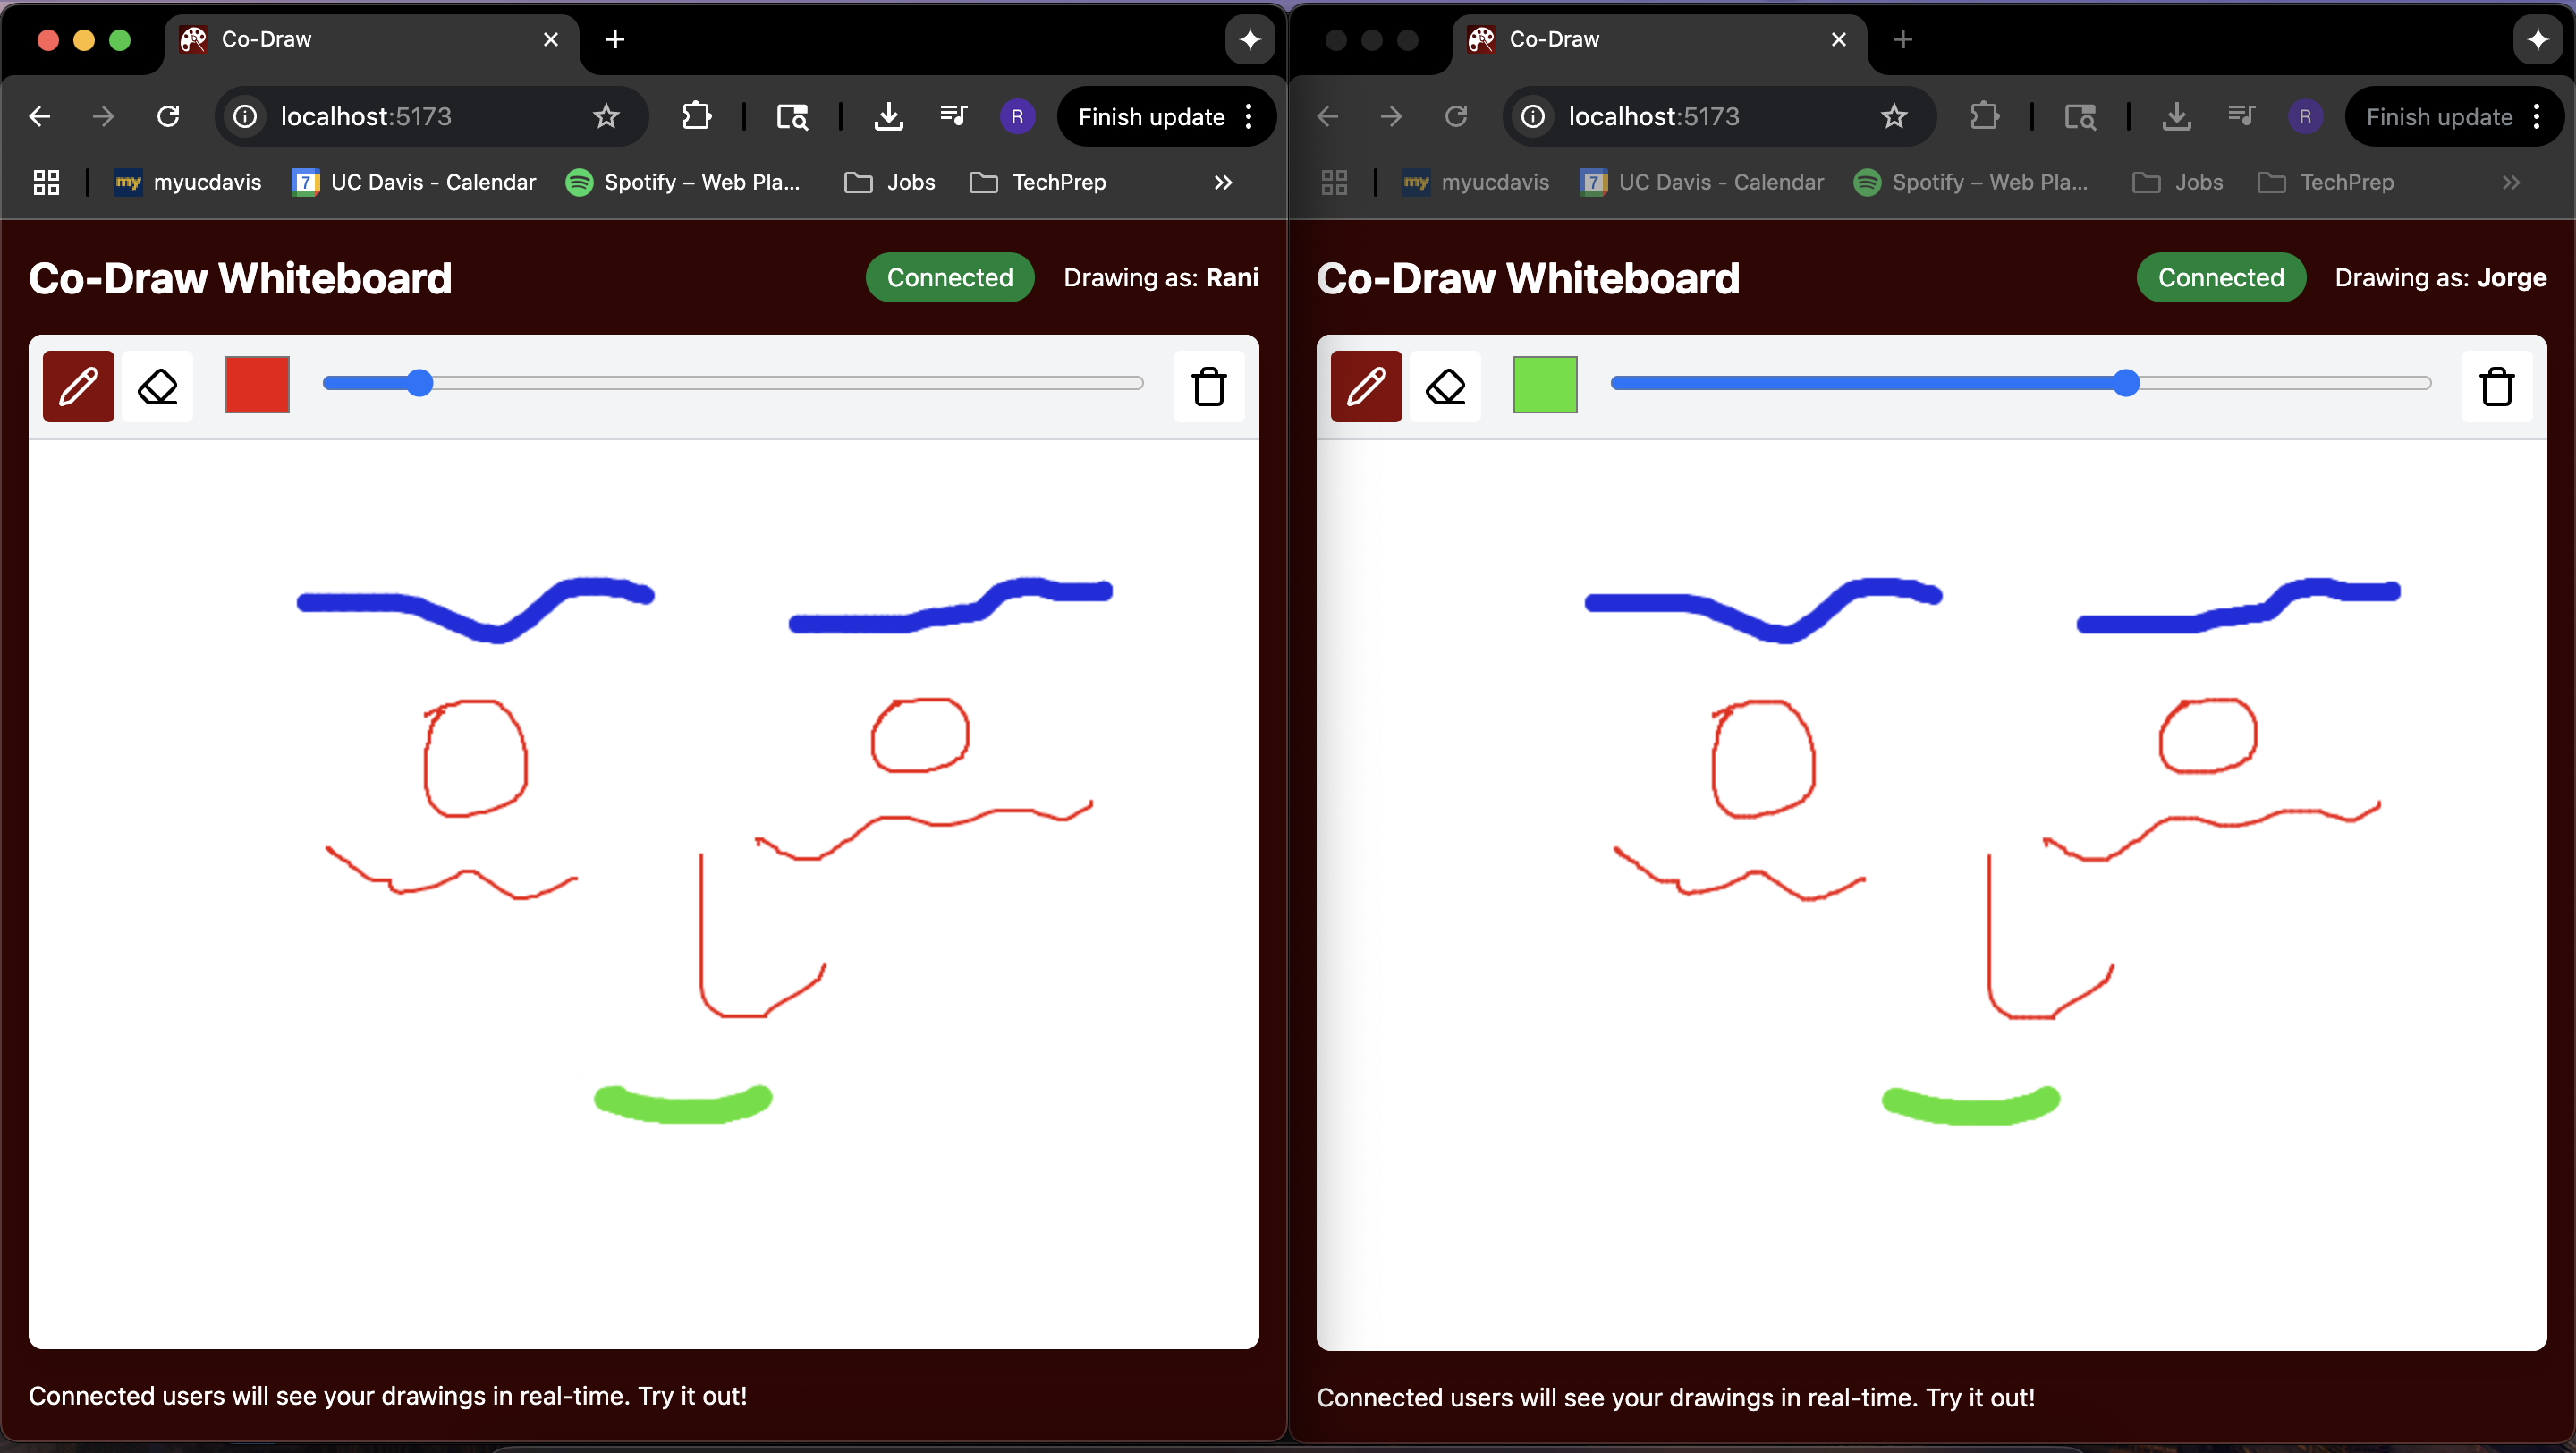 Co-Draw
localhost:5173
R
Finish update
my
myucdavis
7
UC Davis - Calendar
Spotify – Web Pla...
Jobs
TechPrep
Co-Draw Whiteboard
Connected
Drawing as: Rani
Connected users will see your drawings in real-time. Try it out!
Co-Draw
localhost:5173
R
Finish update
my
myucdavis
7
UC Davis - Calendar
Spotify – Web Pla...
Jobs
TechPrep
Co-Draw Whiteboard
Connected
Drawing as: Jorge
Connected users will see your drawings in real-time. Try it out!